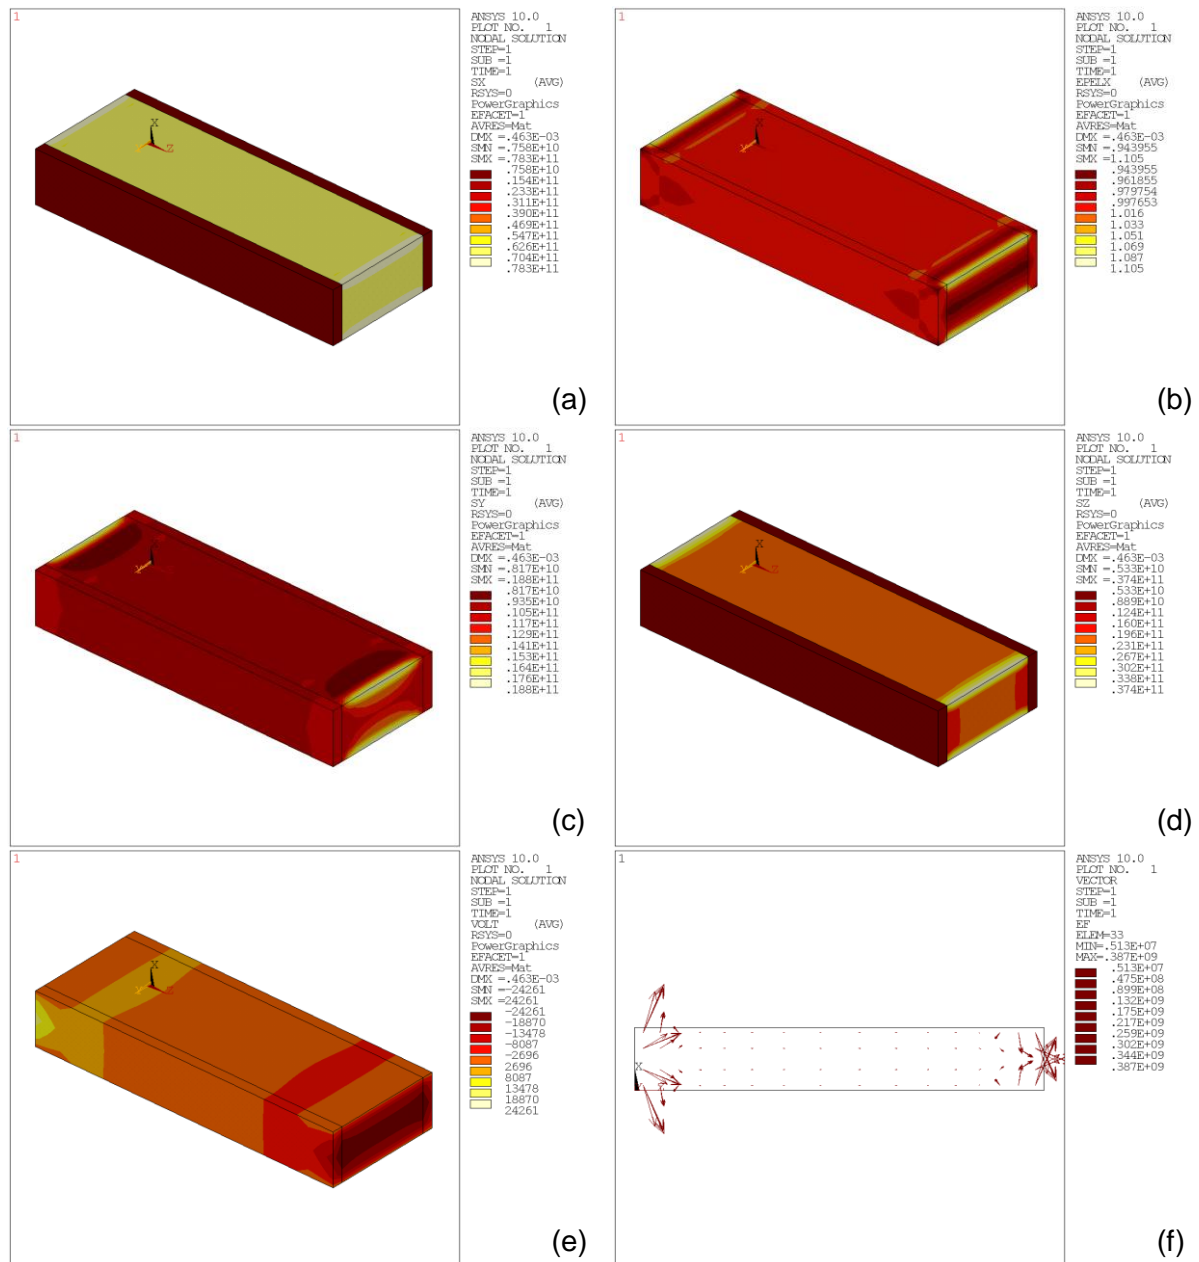 1
ANSYS 10.0
PLOT NO. 1
NODAL SOLUTION
STEP=1
SUB =1
TIME=1
SX (AVG)
RSYS=0
PowerGraphics
EFACET=1
AVRES=Mat
DMX =.463E-03
SMN =.758E+10
SMX =.783E+11
.758E+10
.154E+11
.233E+11
.311E+11
.390E+11
.469E+11
.547E+11
.626E+11
.704E+11
.783E+11
X
Z
(a)
1
ANSYS 10.0
PLOT NO. 1
NODAL SOLUTION
STEP=1
SUB =1
TIME=1
EPELX (AVG)
RSYS=0
PowerGraphics
EFACET=1
AVRES=Mat
DMX =.463E-03
SMN =.943955
SMX =1.105
.943955
.961855
.979754
.997653
1.016
1.033
1.051
1.069
1.087
1.105
X
Z
(b)
1
ANSYS 10.0
PLOT NO. 1
NODAL SOLUTION
STEP=1
SUB =1
TIME=1
SY (AVG)
RSYS=0
PowerGraphics
EFACET=1
AVRES=Mat
DMX =.463E-03
SMN =.817E+10
SMX =.188E+11
.817E+10
.935E+10
.105E+11
.117E+11
.129E+11
.141E+11
.153E+11
.164E+11
.176E+11
.188E+11
X
Z
(c)
1
ANSYS 10.0
PLOT NO. 1
NODAL SOLUTION
STEP=1
SUB =1
TIME=1
SZ (AVG)
RSYS=0
PowerGraphics
EFACET=1
AVRES=Mat
DMX =.463E-03
SMN =.533E+10
SMX =.374E+11
.533E+10
.889E+10
.124E+11
.160E+11
.196E+11
.231E+11
.267E+11
.302E+11
.338E+11
.374E+11
X
Z
(d)
1
ANSYS 10.0
PLOT NO. 1
NODAL SOLUTION
STEP=1
SUB =1
TIME=1
VOLT (AVG)
RSYS=0
PowerGraphics
EFACET=1
AVRES=Mat
DMX =.463E-03
SMN =-24261
SMX =24261
-24261
-18870
-13478
-8087
-2696
2696
8087
13478
18870
24261
X
Z
(e)
1
ANSYS 10.0
PLOT NO. 1
VECTOR
STEP=1
SUB =1
TIME=1
EF
ELEM=33
MIN=.513E+07
MAX=.387E+09
.513E+07
.475E+08
.899E+08
.132E+09
.175E+09
.217E+09
.259E+09
.302E+09
.344E+09
.387E+09
X
(f)